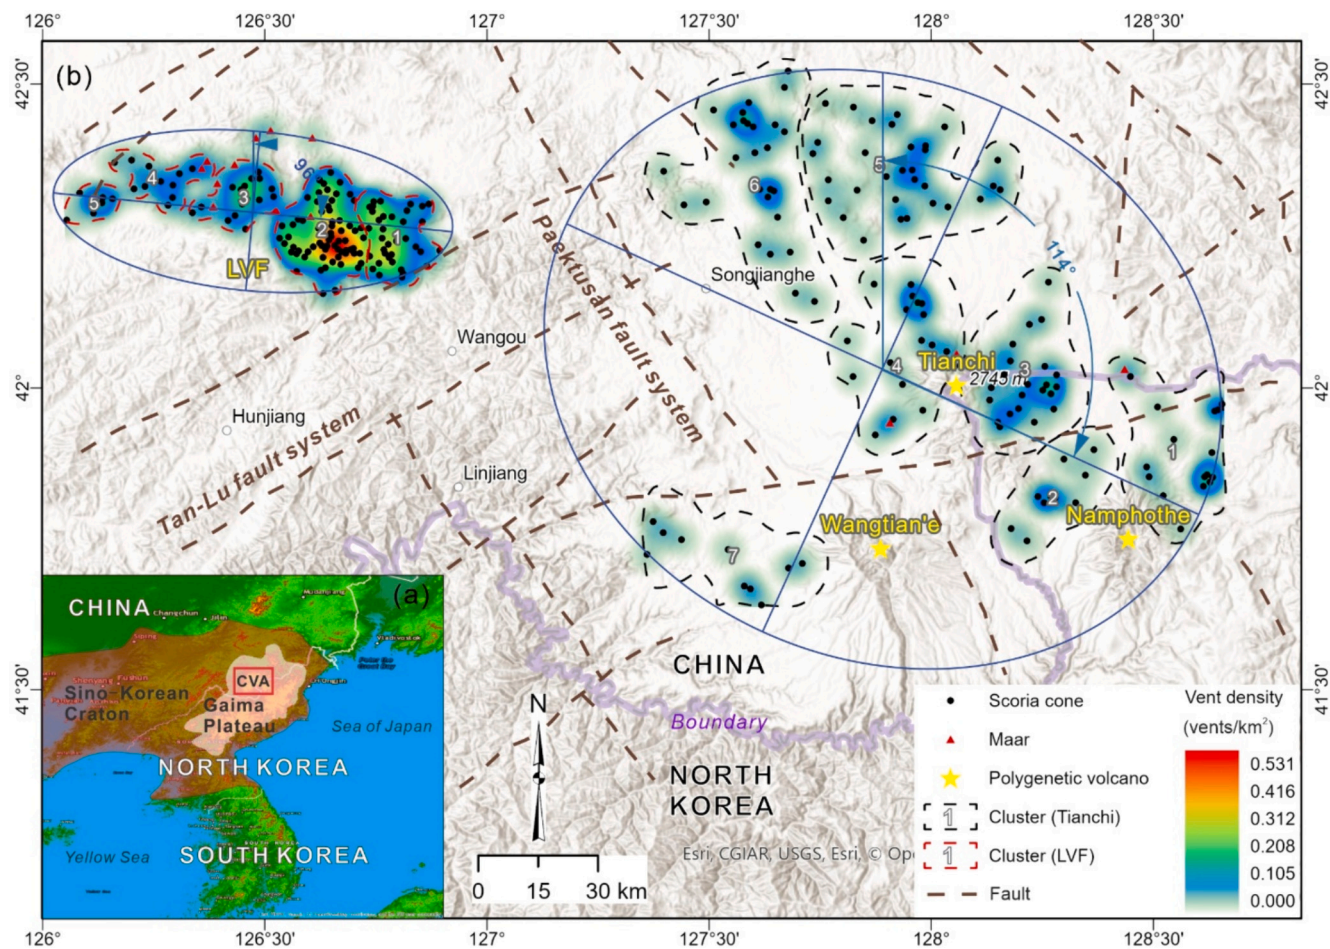 126°
126°30'
127°
127°30'
128°
128°30'
(b)
42°30'
42°30'
96
4
5
3
2
1
LVF
6
5
114°
Songjianghe
Paektusan fault system
Wangou
Tianchi
2745 m
4
3
42°
42°
Hunjiang
Tan-Lu fault system
Linjiang
1
2
Wangtian'e
Namphothe
7
(a)
CHINA
Changchun
Jilin
Sino-Korean
Craton
CVA
Gaima
Plateau
Sea of Japan
NORTH KOREA
Yellow Sea
SOUTH KOREA
41°30'
41°30'
CHINA
Boundary
NORTH
KOREA
N
0 15 30 km
Esri, CGIAR, USGS, Esri, © Ope
Scoria cone
Maar
Polygenetic volcano
1 Cluster (Tianchi)
1 Cluster (LVF)
Fault
Vent density
(vents/km²)
0.531
0.416
0.312
0.208
0.105
0.000
126°
126°30'
127°
127°30'
128°
128°30'